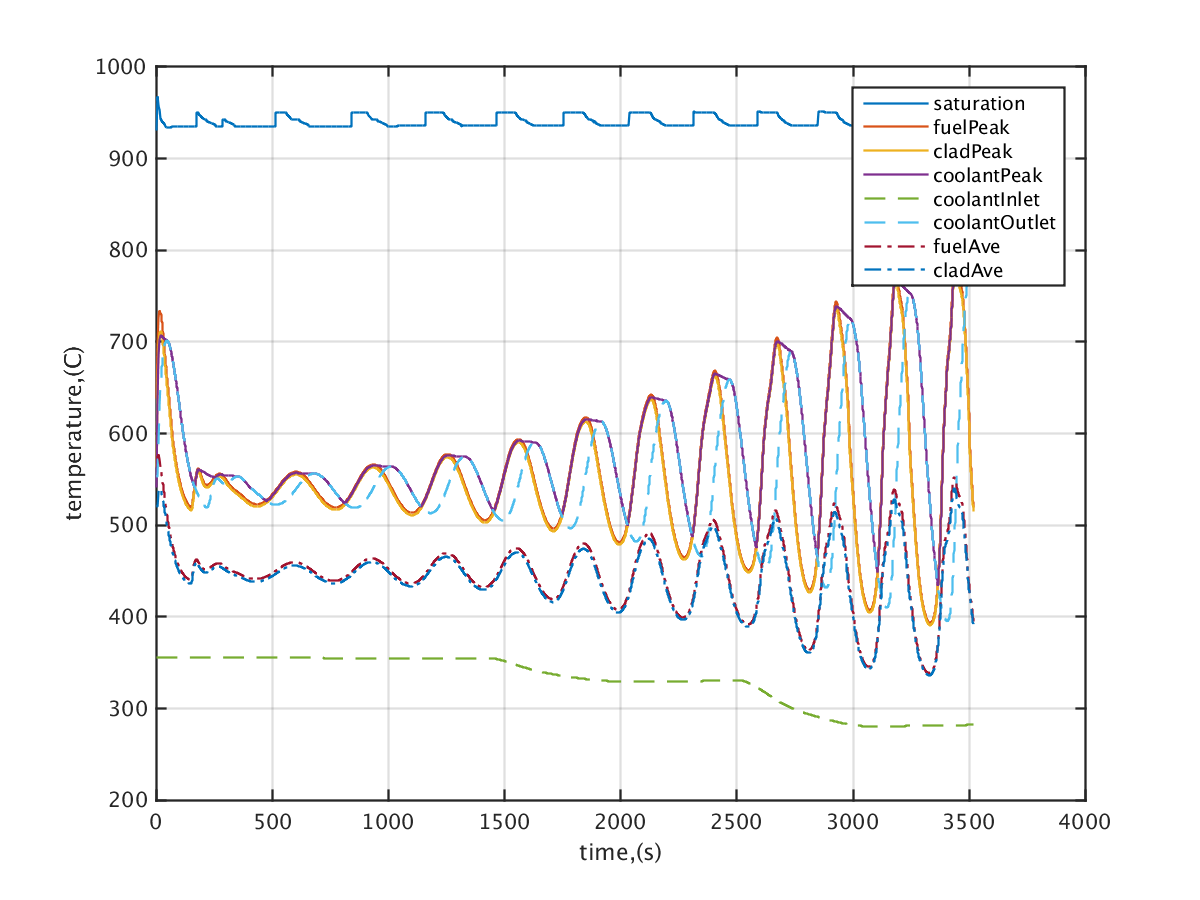 1000
900
800
700
600
500
400
300
200
temperature,(C)
0 500 1000 1500 2000 2500 3000 3500 4000
time,(s)
saturation
fuelPeak
cladPeak
coolantPeak
coolantInlet
coolantOutlet
fuelAve
cladAve